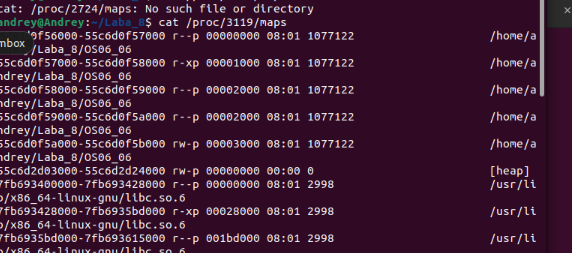 cat: /proc/2724/maps: No such file or directory
andrey@Andrey:~/Laba_8$ cat /proc/3119/maps
mbox
d0f56000-55c6d0f57000 r--p 00000000 08:01 1077122 /home/a
ndrey/Laba_8/OS06_06
55c6d0f57000-55c6d0f58000 r-xp 00001000 08:01 1077122 /home/a
ndrey/Laba_8/OS06_06
55c6d0f58000-55c6d0f59000 r--p 00002000 08:01 1077122 /home/a
ndrey/Laba_8/OS06_06
55c6d0f59000-55c6d0f5a000 r--p 00002000 08:01 1077122 /home/a
ndrey/Laba_8/OS06_06
55c6d0f5a000-55c6d0f5b000 rw-p 00003000 08:01 1077122 /home/a
ndrey/Laba_8/OS06_06
55c6d2d03000-55c6d2d24000 rw-p 00000000 00:00 0 [heap]
7fb693400000-7fb693428000 r--p 00000000 08:01 2998 /usr/li
b/x86_64-linux-gnu/libc.so.6
7fb693428000-7fb6935bd000 r-xp 00028000 08:01 2998 /usr/li
b/x86_64-linux-gnu/libc.so.6
7fb6935bd000-7fb693615000 r--p 001bd000 08:01 2998 /usr/li
b/x86_64-linux-gnu/libc.so.6